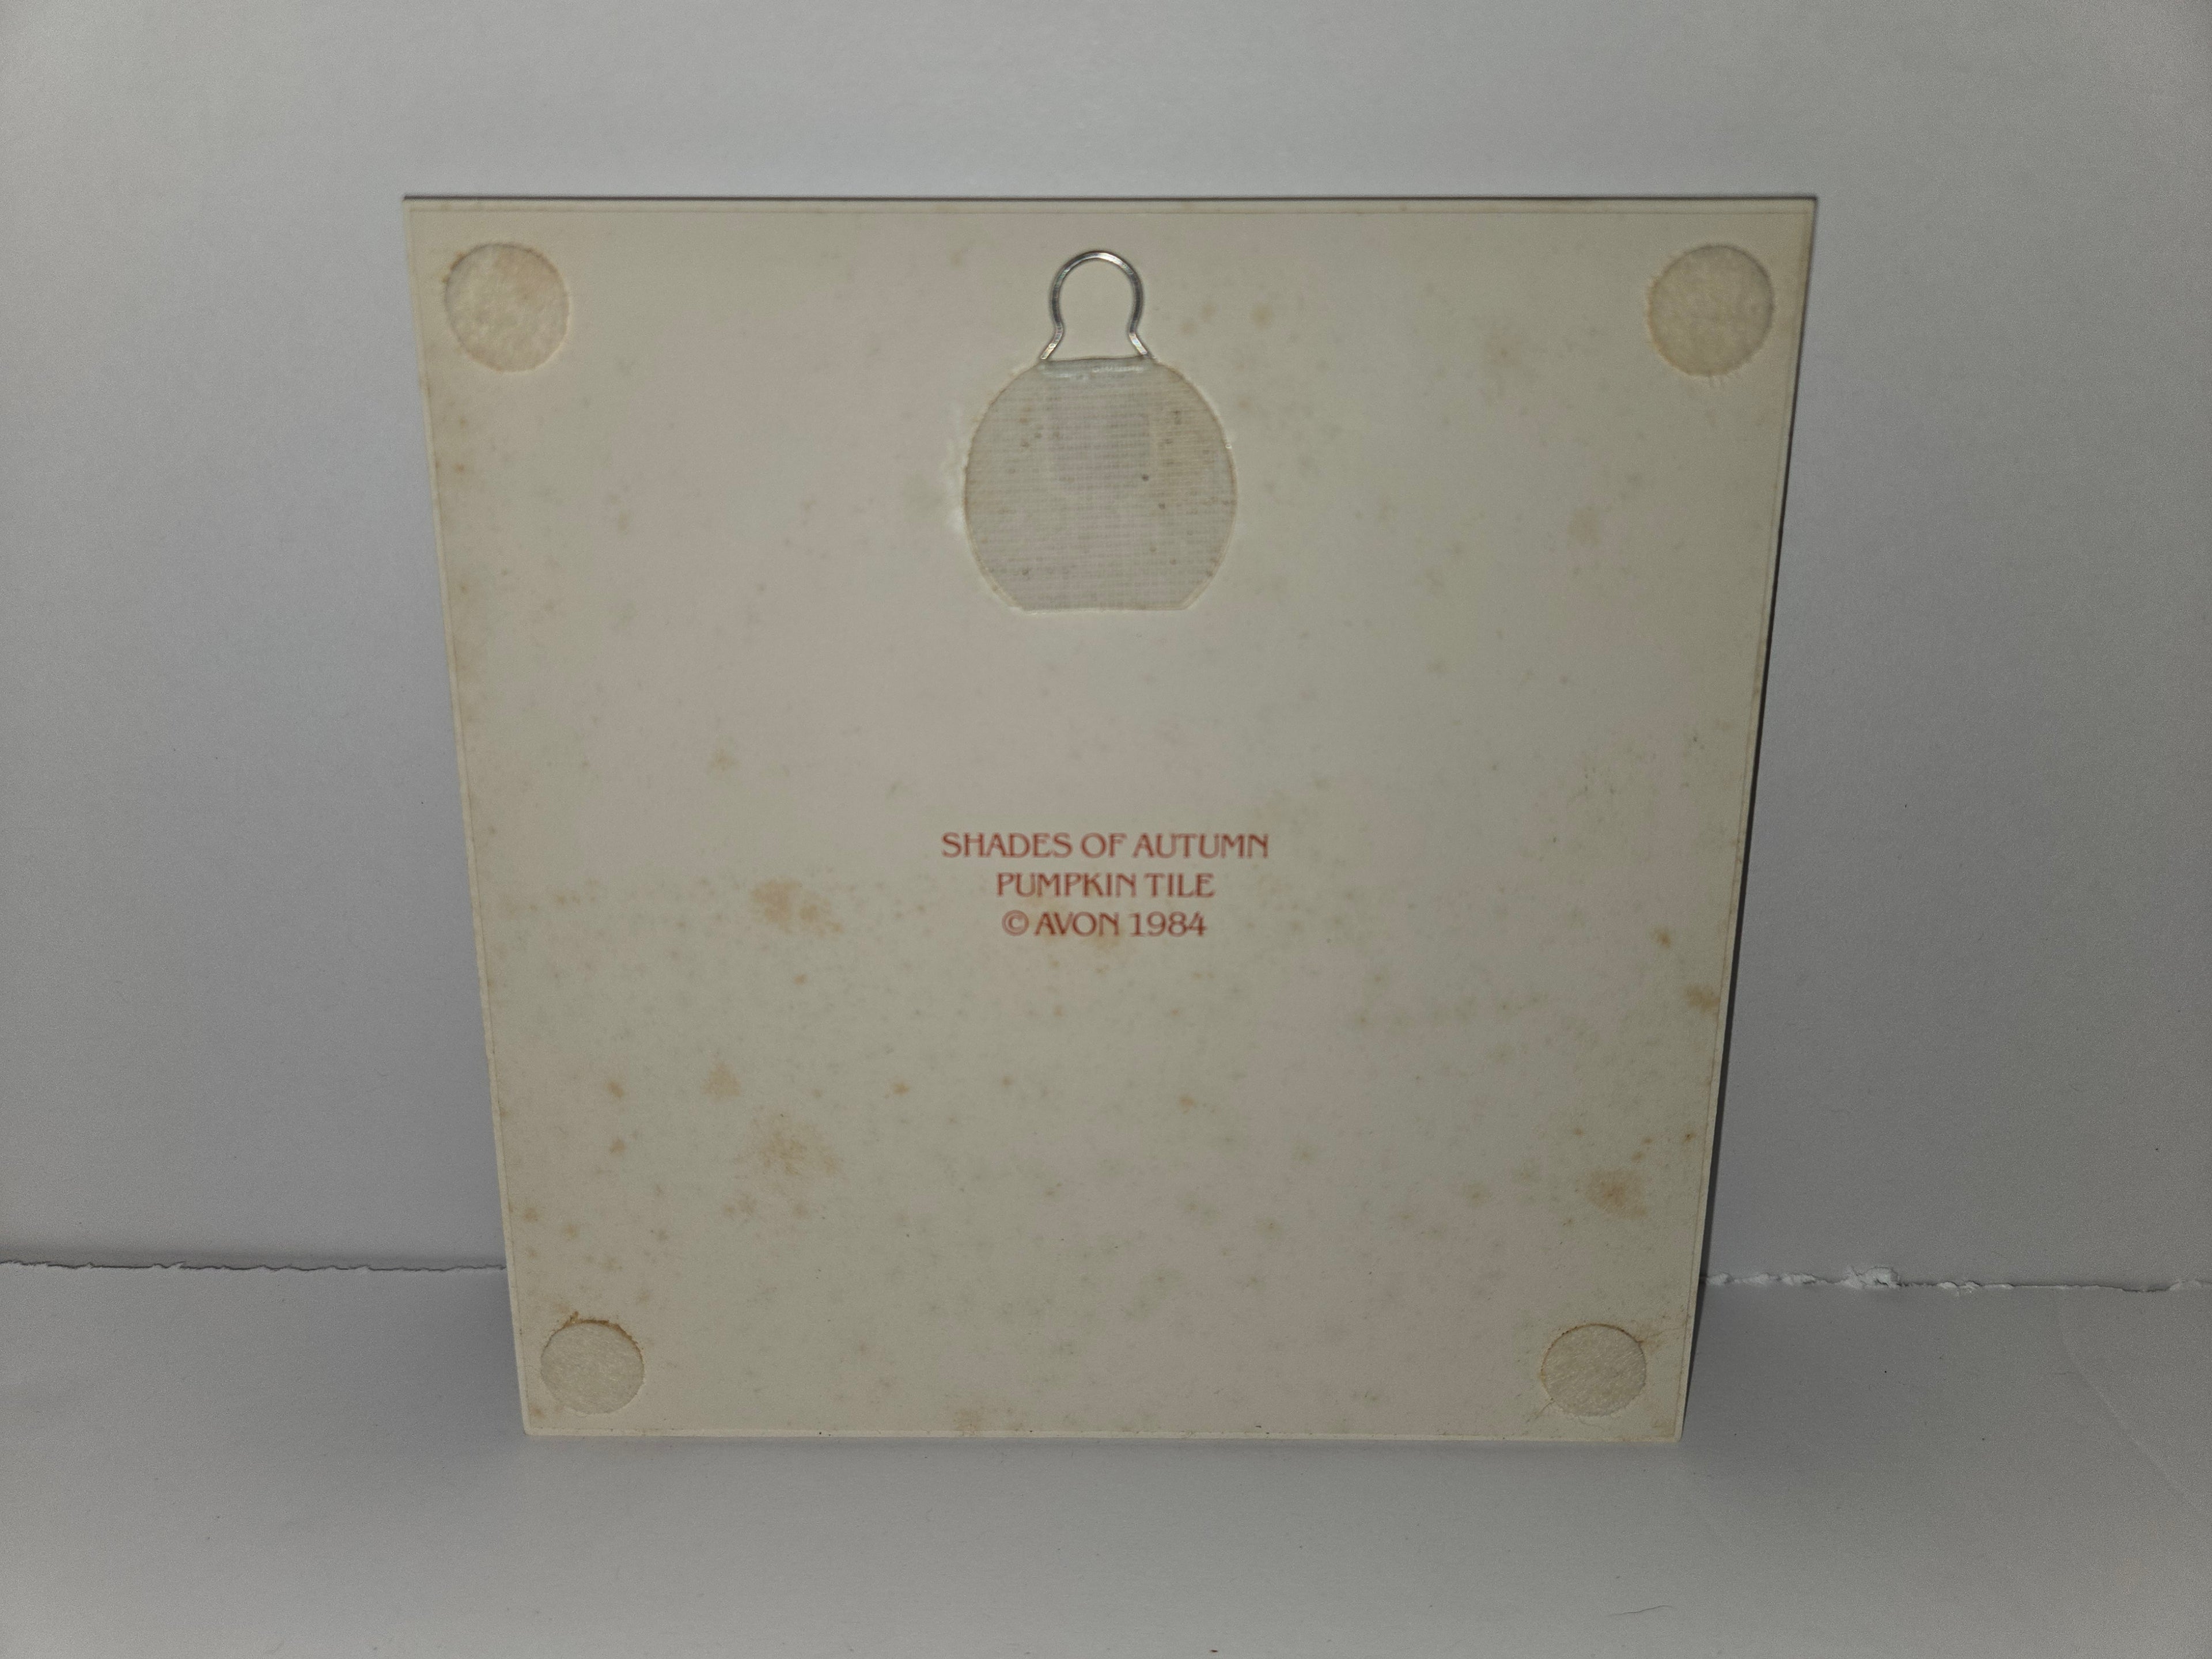 SHADES OF AUTUMN
PUMPKIN TILE
© AVON 1984